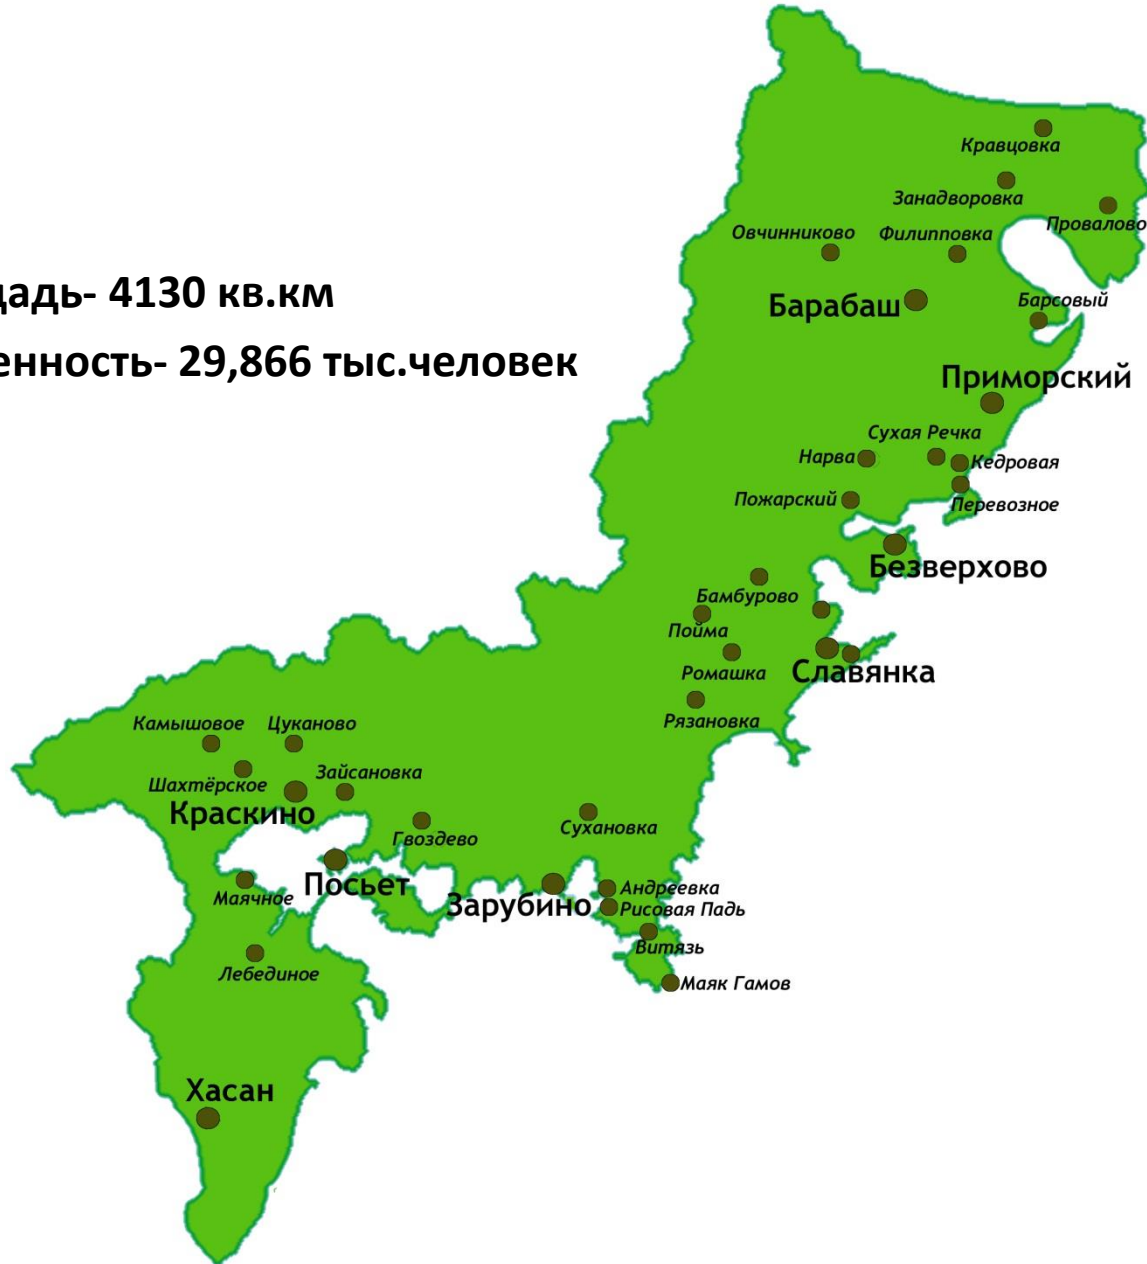 Кравцовка
Занадворовка
Провалово
Овчинниково
Филипповка
щадь- 4130 кв.км
Барабаш
Барсовый
енность- 29,866 тыс.человек
Приморский
Сухая Речка
Нарва
Кедровая
Пожарский
Перевозное
Безверхово
Бамбурово
Пойма
Ромашка
Славянка
Рязановка
Камышовое
Цуканово
Зайсановка
Шахтёрское
Краскино
Гвоздево
Сухановка
Посьет
Андреевка
Маячное
Зарубино
Рисовая Падь
Витязь
Лебединое
Маяк Гамов
Хасан